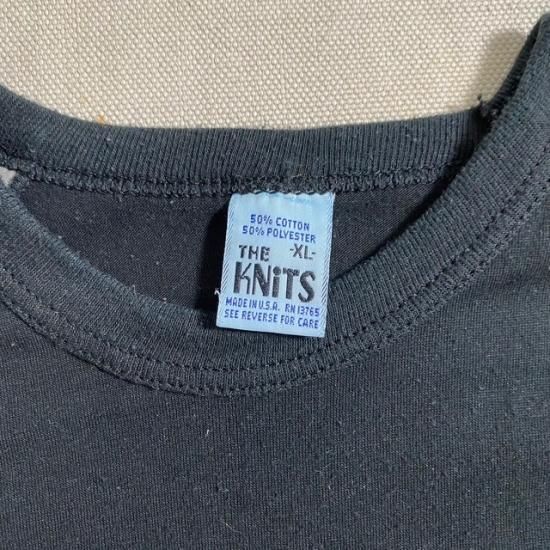 50% COTTON
50% POLYESTER
THE -XL-
KNiTS
MADE IN U.S.A. RN 13765
SEE REVERSE FOR CARE